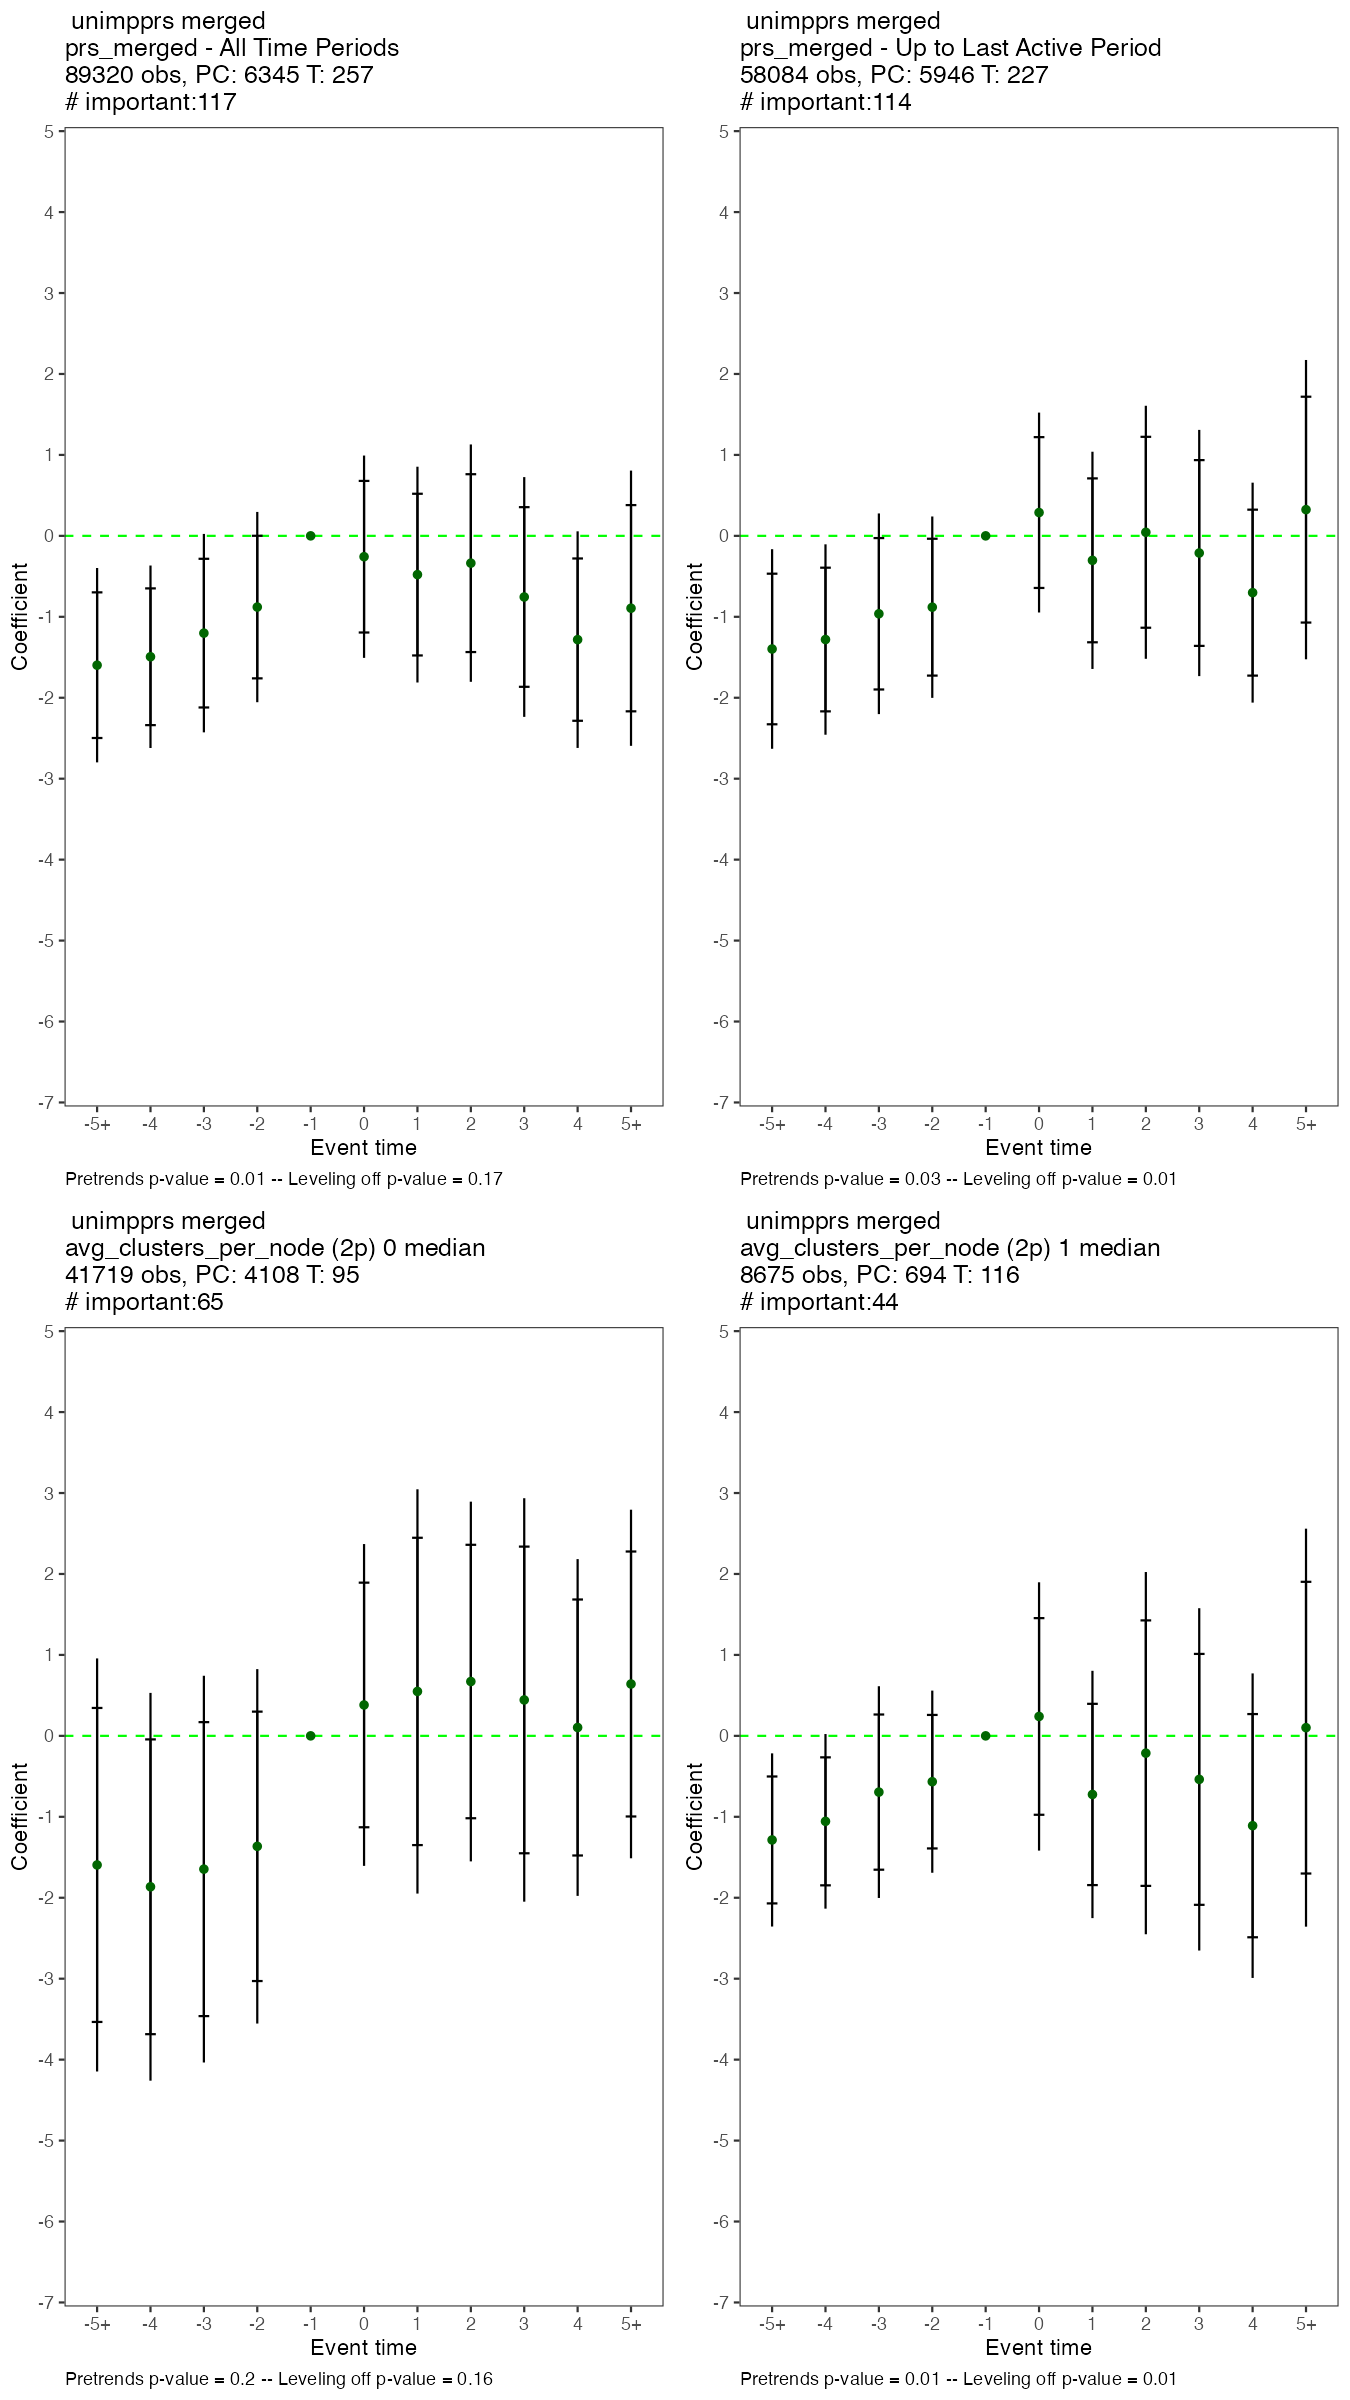 unimpprs merged
prs_merged - All Time Periods
89320 obs, PC: 6345 T: 257
# important:117
5
4
3
2
1
0
-1
-2
-3
-4
-5
-6
-7
Coefficient
-5+ -4 -3 -2 -1 0 1 2 3 4 5+
Event time
Pretrends p-value = 0.01 -- Leveling off p-value = 0.17
unimpprs merged
prs_merged - Up to Last Active Period
58084 obs, PC: 5946 T: 227
# important:114
5
4
3
2
1
0
-1
-2
-3
-4
-5
-6
-7
Coefficient
-5+ -4 -3 -2 -1 0 1 2 3 4 5+
Event time
Pretrends p-value = 0.03 -- Leveling off p-value = 0.01
unimpprs merged
avg_clusters_per_node (2p) 0 median
41719 obs, PC: 4108 T: 95
# important:65
5
4
3
2
1
0
-1
-2
-3
-4
-5
-6
-7
Coefficient
-5+ -4 -3 -2 -1 0 1 2 3 4 5+
Event time
Pretrends p-value = 0.2 -- Leveling off p-value = 0.16
unimpprs merged
avg_clusters_per_node (2p) 1 median
8675 obs, PC: 694 T: 116
# important:44
5
4
3
2
1
0
-1
-2
-3
-4
-5
-6
-7
Coefficient
-5+ -4 -3 -2 -1 0 1 2 3 4 5+
Event time
Pretrends p-value = 0.01 -- Leveling off p-value = 0.01